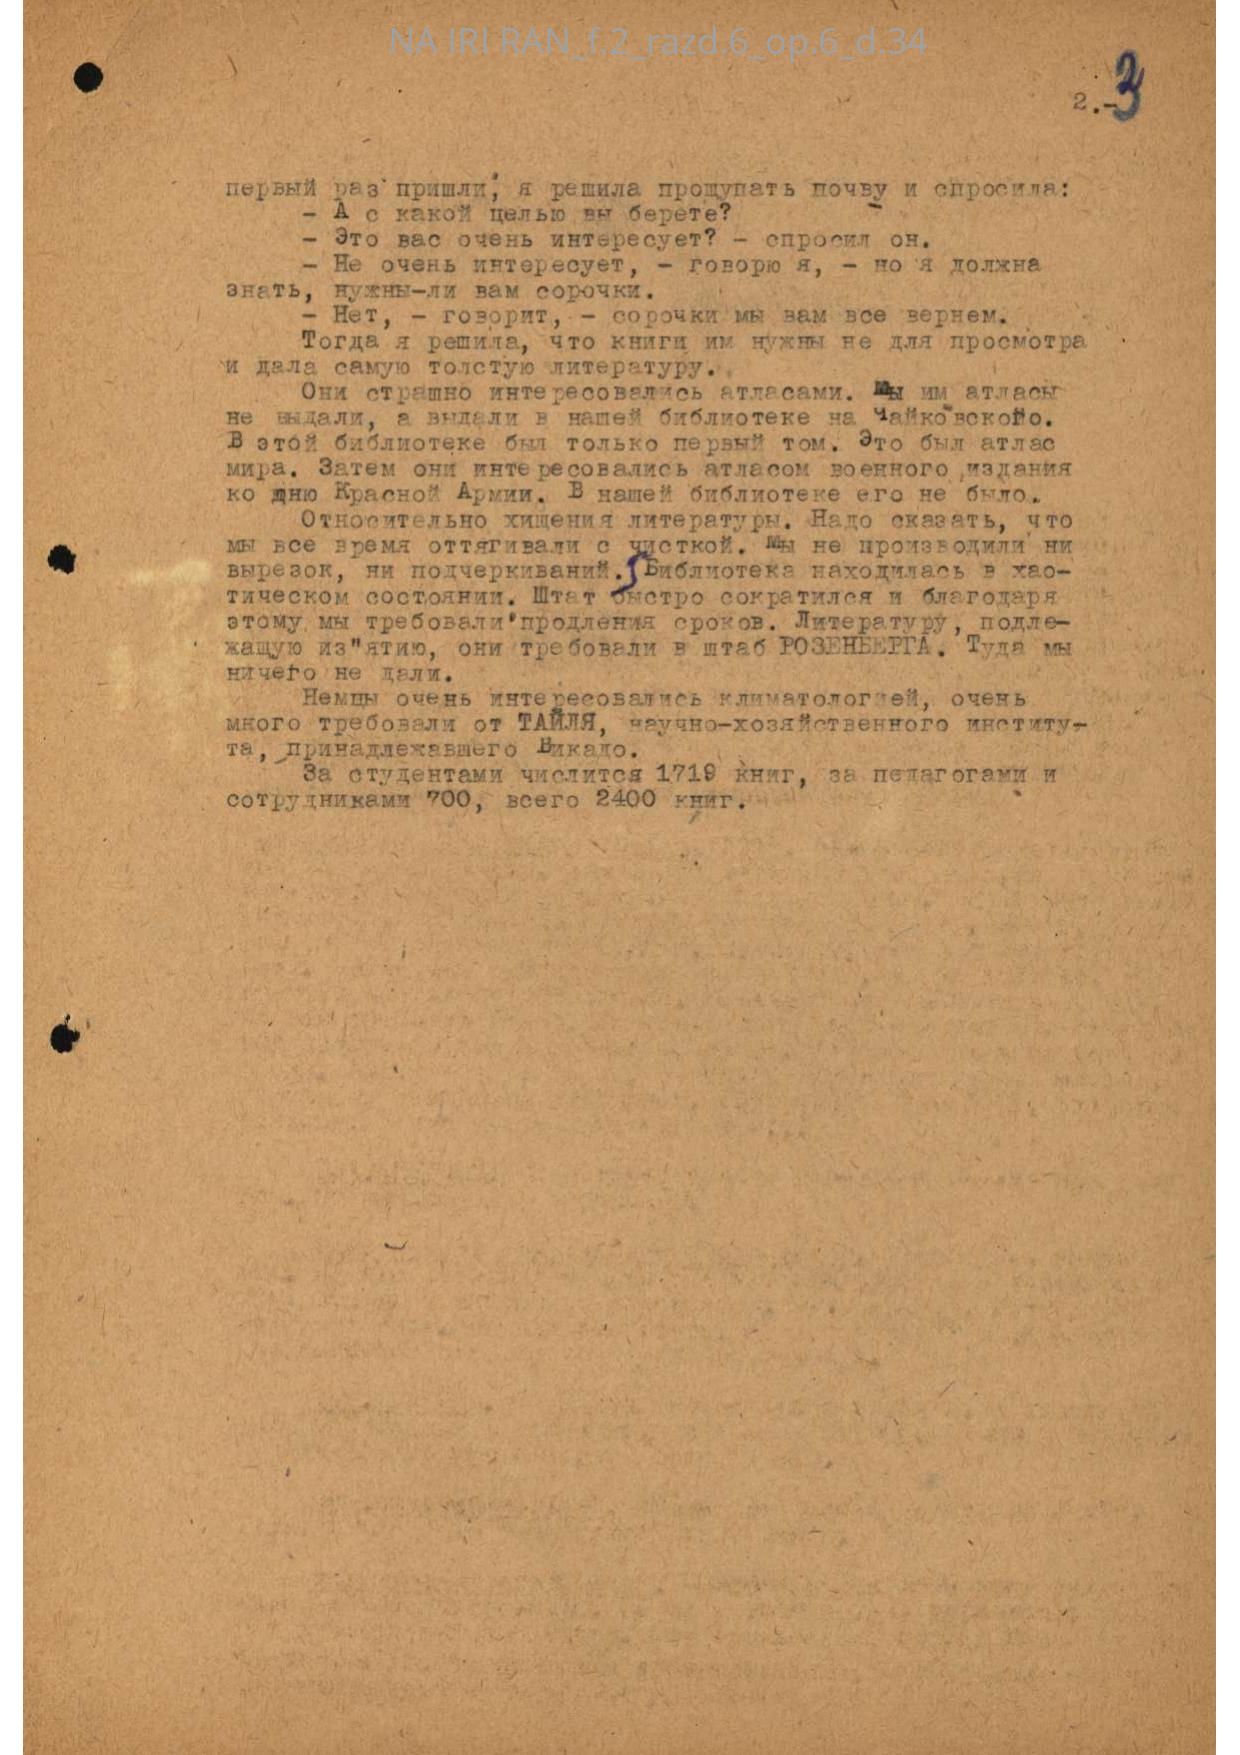 NA IRI RAN_f.2_razd.6_op.6_d.34
2.- 3
первый раз пришли, я решила прощупать почву и спросила:
- А с какой целью вы берете?
- Это вас очень интересует? - спросил он.
- Не очень интересует, - говорю я, - но я должна
знать, нужны-ли вам сорочки.
- Нет, - говорит, - сорочки мы вам все вернем.
Тогда я решила, что книги им нужны не для просмотра
и дала самую толстую литературу.
Они страшно интересовались атласами. Мы им атласы
не выдали, а выдали в нашей библиотеке на Чайковского.
В этой библиотеке был только первый том. Это был атлас
мира. Затем они интересовались атласом военного издания
ко дню Красной Армии. В нашей библиотеке его не было.
Относительно хищения литературы. Надо сказать, что
мы все время оттягивали с чисткой. Мы не производили ни
вырезок, ни подчеркиваний. Библиотека находилась в хао-
тическом состоянии. Штат быстро сократился и благодаря
этому мы требовали продления сроков. Литературу, подле-
жащую из"ятию, они требовали в штаб РОЗЕНБЕРГА. Туда мы
ничего не дали.
Немцы очень интересовались климатологией, очень
много требовали от ТАЙЛЯ, научно-хозяйственного институ-
та, принадлежавшего Викадо.
За студентами числится 1719 книг, за педагогами и
сотрудниками 700, всего 2400 книг.